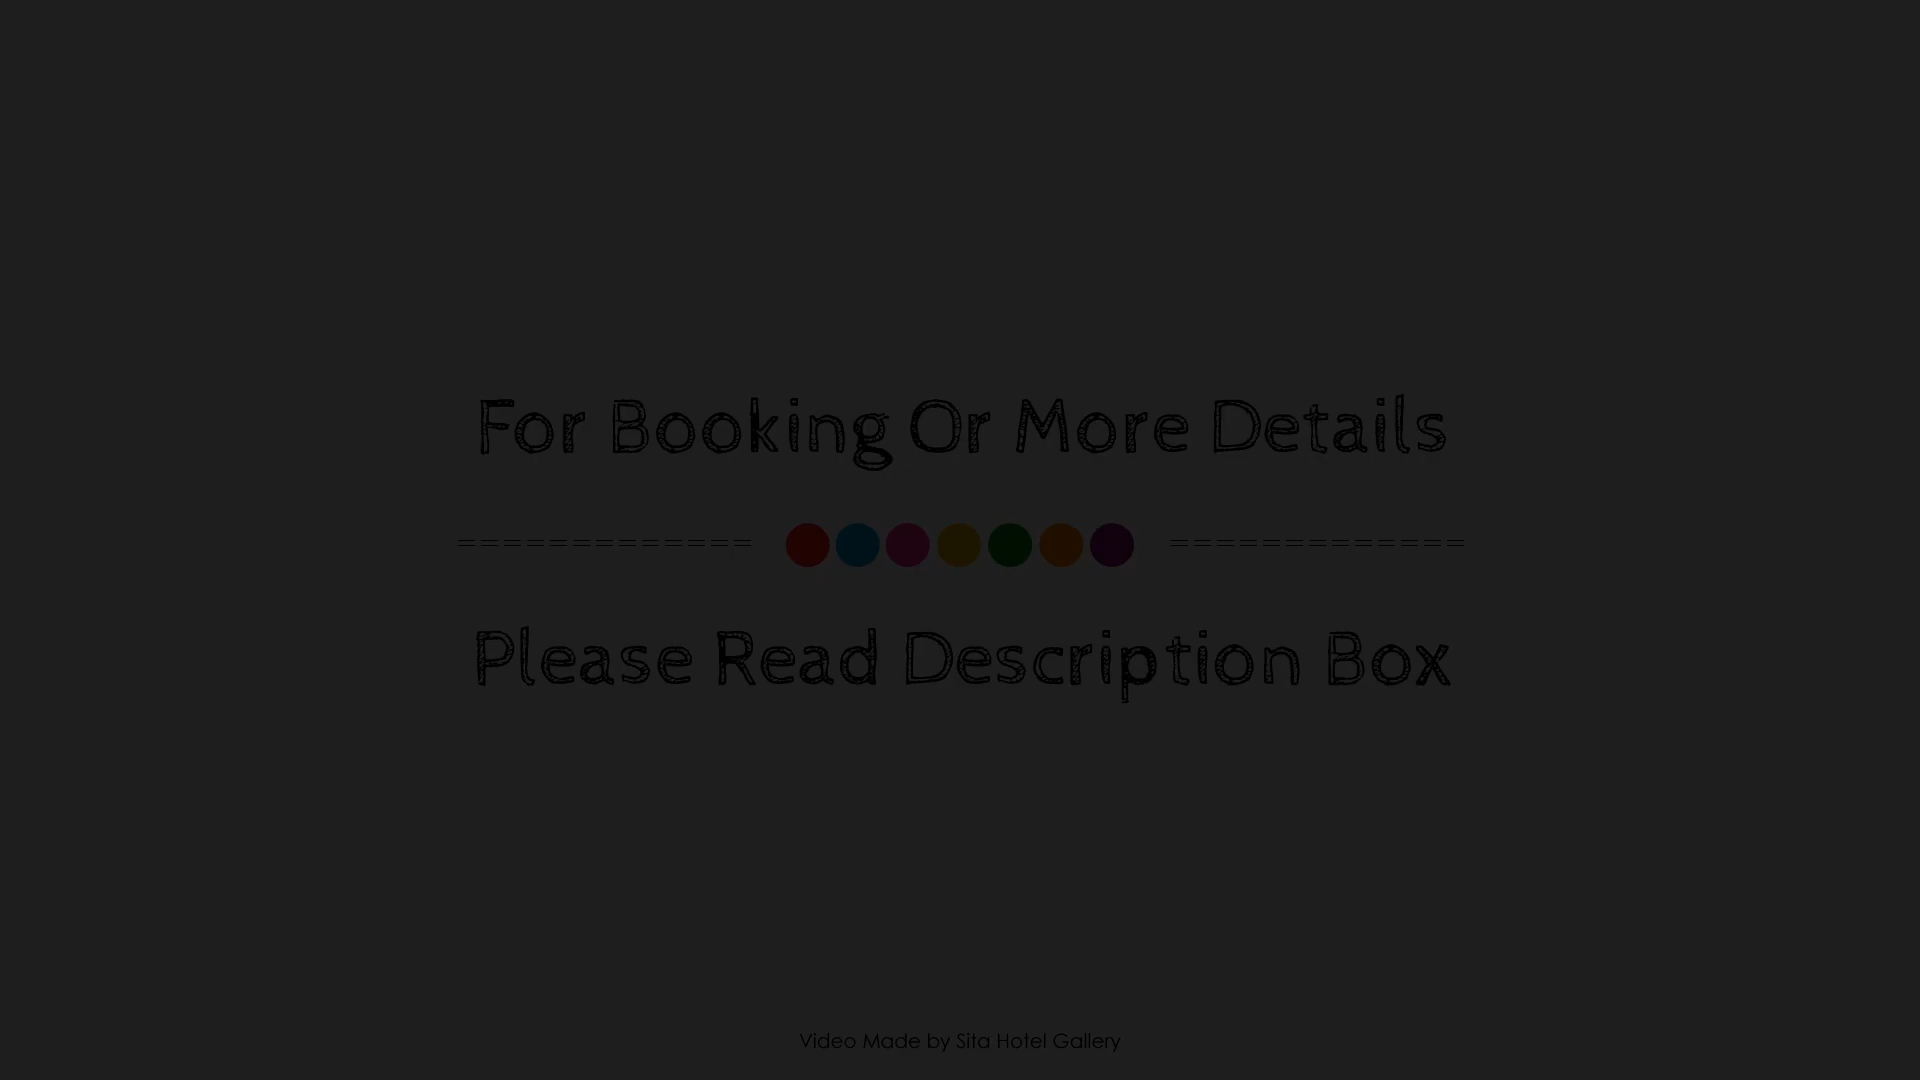 For Booking Or More Details
============= =============
Please Read Description Box
Video Made by Sita Hotel Gallery